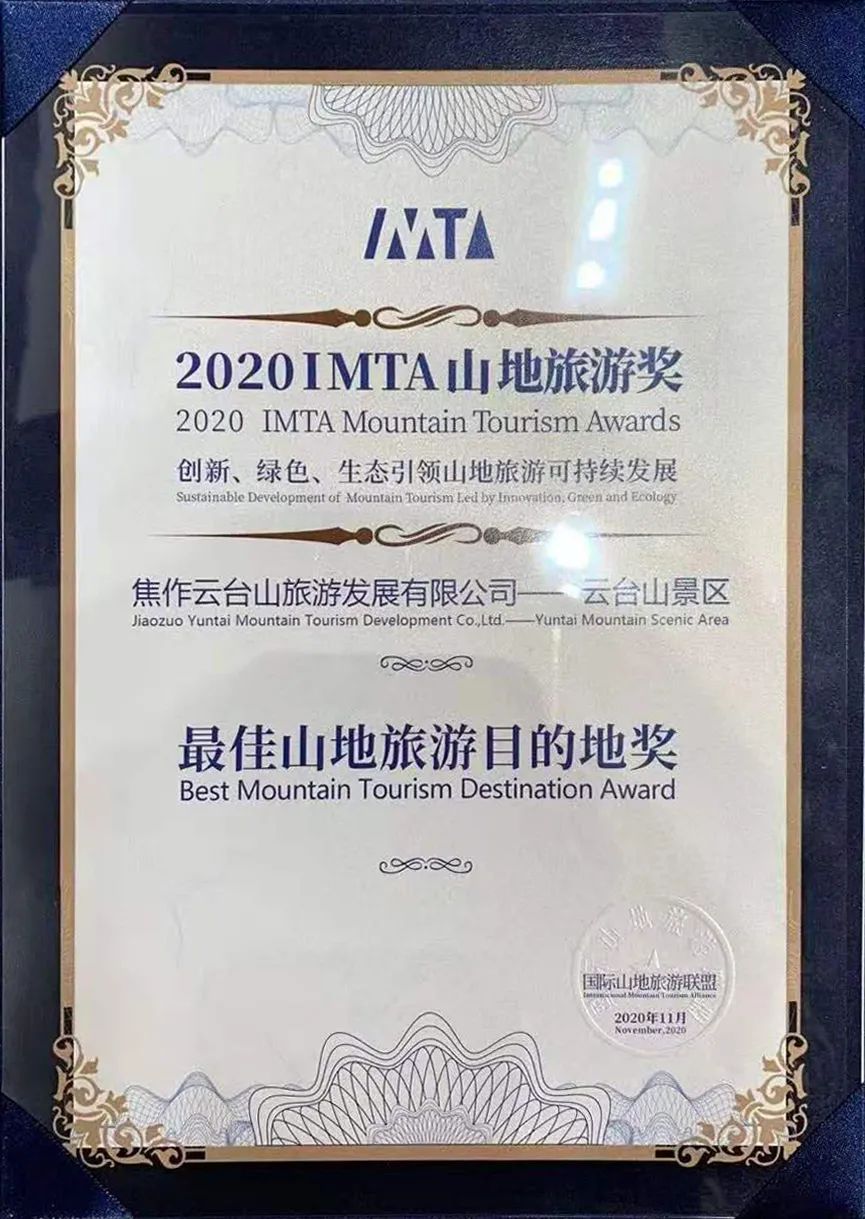 IMTA
2020IMTA山地旅游奖
2020 IMTA Mountain Tourism Awards
创新、绿色、生态引领山地旅游可持续发展
Sustainable Development of Mountain Tourism Led by Innovation, Green and Ecology
焦作云台山旅游发展有限公司——云台山景区
Jiaozuo Yuntai Mountain Tourism Development Co.,Ltd.——Yuntai Mountain Scenic Area
最佳山地旅游目的地奖
Best Mountain Tourism Destination Award
山地旅
国际山地旅游联盟
International Mountain Tourism Alliance
2020年11月
November,2020